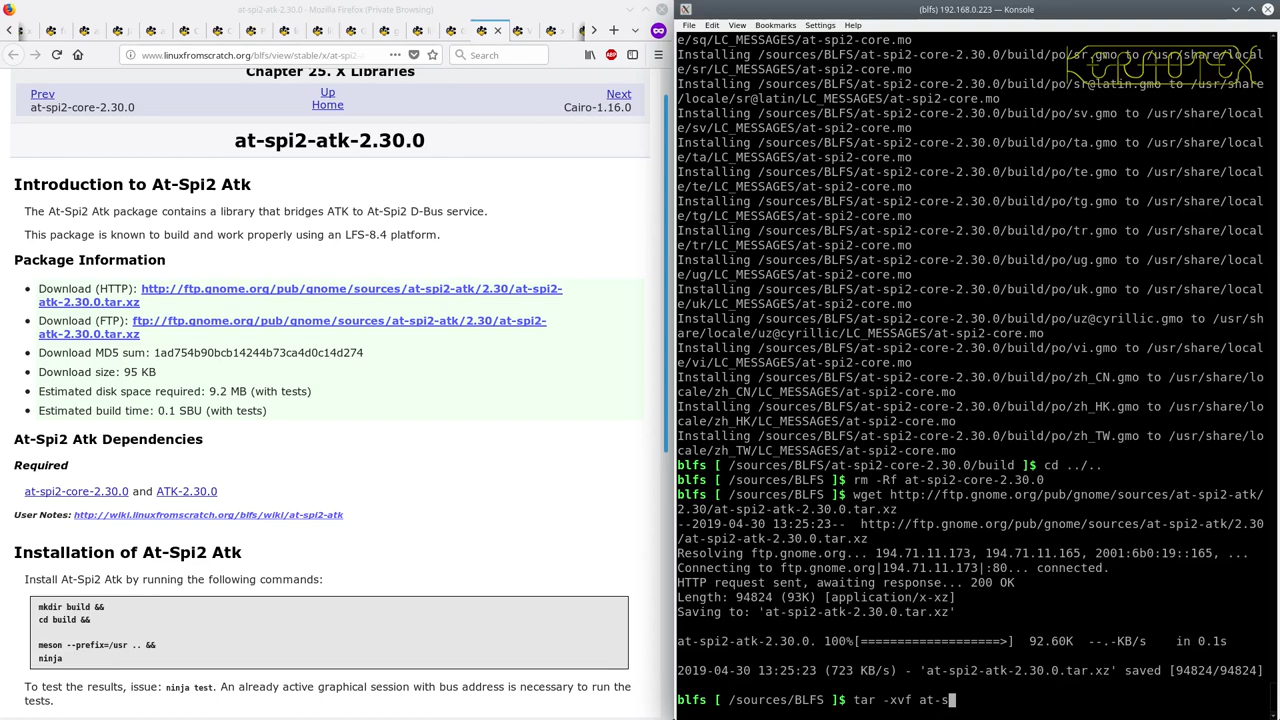 at-spi2-atk-2.30.0 - Mozilla Firefox (Private Browsing)
www.linuxfromscratch.org/blfs/view/stable/x/at-spi
Search
Chapter 25. X Libraries
Prev
Up
Next
at-spi2-core-2.30.0
Home
Cairo-1.16.0
at-spi2-atk-2.30.0
Introduction to At-Spi2 Atk
The At-Spi2 Atk package contains a library that bridges ATK to At-Spi2 D-Bus service.
This package is known to build and work properly using an LFS-8.4 platform.
Package Information
Download (HTTP): http://ftp.gnome.org/pub/gnome/sources/at-spi2-atk/2.30/at-spi2-
atk-2.30.0.tar.xz
Download (FTP): ftp://ftp.gnome.org/pub/gnome/sources/at-spi2-atk/2.30/at-spi2-
atk-2.30.0.tar.xz
Download MD5 sum: 1ad754b90bcb14244b73ca4d0c14d274
Download size: 95 KB
Estimated disk space required: 9.2 MB (with tests)
Estimated build time: 0.1 SBU (with tests)
At-Spi2 Atk Dependencies
Required
at-spi2-core-2.30.0 and ATK-2.30.0
User Notes: http://wiki.linuxfromscratch.org/blfs/wiki/at-spi2-atk
Installation of At-Spi2 Atk
Install At-Spi2 Atk by running the following commands:
mkdir build &&
cd build &&
meson --prefix=/usr .. &&
ninja
To test the results, issue: ninja test. An already active graphical session with bus address is necessary to run the
tests.
(blfs) 192.168.0.223 — Konsole
File Edit View Bookmarks Settings Help
e/sq/LC_MESSAGES/at-spi2-core.mo
Installing /sources/BLFS/at-spi2-core-2.30.0/build/po/sr.gmo to /usr/share/local
e/sr/LC_MESSAGES/at-spi2-core.mo
Installing /sources/BLFS/at-spi2-core-2.30.0/build/po/sr@latin.gmo to /usr/share
/locale/sr@latin/LC_MESSAGES/at-spi2-core.mo
Installing /sources/BLFS/at-spi2-core-2.30.0/build/po/sv.gmo to /usr/share/local
e/sv/LC_MESSAGES/at-spi2-core.mo
Installing /sources/BLFS/at-spi2-core-2.30.0/build/po/ta.gmo to /usr/share/local
e/ta/LC_MESSAGES/at-spi2-core.mo
Installing /sources/BLFS/at-spi2-core-2.30.0/build/po/te.gmo to /usr/share/local
e/te/LC_MESSAGES/at-spi2-core.mo
Installing /sources/BLFS/at-spi2-core-2.30.0/build/po/tg.gmo to /usr/share/local
e/tg/LC_MESSAGES/at-spi2-core.mo
Installing /sources/BLFS/at-spi2-core-2.30.0/build/po/tr.gmo to /usr/share/local
e/tr/LC_MESSAGES/at-spi2-core.mo
Installing /sources/BLFS/at-spi2-core-2.30.0/build/po/ug.gmo to /usr/share/local
e/ug/LC_MESSAGES/at-spi2-core.mo
Installing /sources/BLFS/at-spi2-core-2.30.0/build/po/uk.gmo to /usr/share/local
e/uk/LC_MESSAGES/at-spi2-core.mo
Installing /sources/BLFS/at-spi2-core-2.30.0/build/po/uz@cyrillic.gmo to /usr/sh
are/locale/uz@cyrillic/LC_MESSAGES/at-spi2-core.mo
Installing /sources/BLFS/at-spi2-core-2.30.0/build/po/vi.gmo to /usr/share/local
e/vi/LC_MESSAGES/at-spi2-core.mo
Installing /sources/BLFS/at-spi2-core-2.30.0/build/po/zh_CN.gmo to /usr/share/lo
cale/zh_CN/LC_MESSAGES/at-spi2-core.mo
Installing /sources/BLFS/at-spi2-core-2.30.0/build/po/zh_HK.gmo to /usr/share/lo
cale/zh_HK/LC_MESSAGES/at-spi2-core.mo
Installing /sources/BLFS/at-spi2-core-2.30.0/build/po/zh_TW.gmo to /usr/share/lo
cale/zh_TW/LC_MESSAGES/at-spi2-core.mo
blfs [ /sources/BLFS/at-spi2-core-2.30.0/build ]$ cd ../..
blfs [ /sources/BLFS ]$ rm -Rf at-spi2-core-2.30.0
blfs [ /sources/BLFS ]$ wget http://ftp.gnome.org/pub/gnome/sources/at-spi2-atk/
2.30/at-spi2-atk-2.30.0.tar.xz
--2019-04-30 13:25:23-- http://ftp.gnome.org/pub/gnome/sources/at-spi2-atk/2.30
/at-spi2-atk-2.30.0.tar.xz
Resolving ftp.gnome.org... 194.71.11.173, 194.71.11.165, 2001:6b0:19::165, ...
Connecting to ftp.gnome.org|194.71.11.173|:80... connected.
HTTP request sent, awaiting response... 200 OK
Length: 94824 (93K) [application/x-xz]
Saving to: 'at-spi2-atk-2.30.0.tar.xz'
at-spi2-atk-2.30.0. 100%[===================>] 92.60K --.-KB/s in 0.1s
2019-04-30 13:25:23 (723 KB/s) - 'at-spi2-atk-2.30.0.tar.xz' saved [94824/94824]
blfs [ /sources/BLFS ]$ tar -xvf at-s